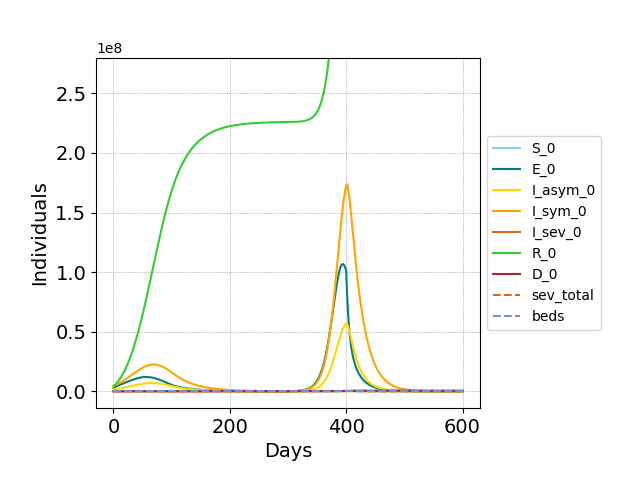 1e8
2.5
2.0
1.5
1.0
0.5
0.0
Individuals
0
200
400
600
Days
S_0
E_0
I_asym_0
I_sym_0
I_sev_0
R_0
D_0
sev_total
beds